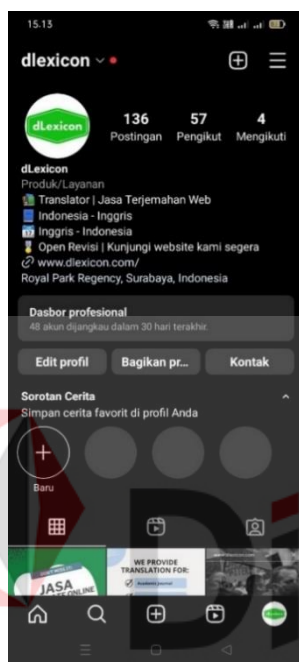 15.13
dlexicon
dLexicon
136 57 4
Postingan Pengikut Mengikuti
dLexicon
Produk/Layanan
Translator | Jasa Terjemahan Web
Indonesia - Inggris
Inggris - Indonesia
Open Revisi | Kunjungi website kami segera
www.dlexicon.com/
Royal Park Regency, Surabaya, Indonesia
Dasbor profesional
48 akun dijangkau dalam 30 hari terakhir.
Edit profil Bagikan pr... Kontak
Sorotan Cerita
Simpan cerita favorit di profil Anda
Baru
WE PROVIDE
TRANSLATION FOR:
JASA